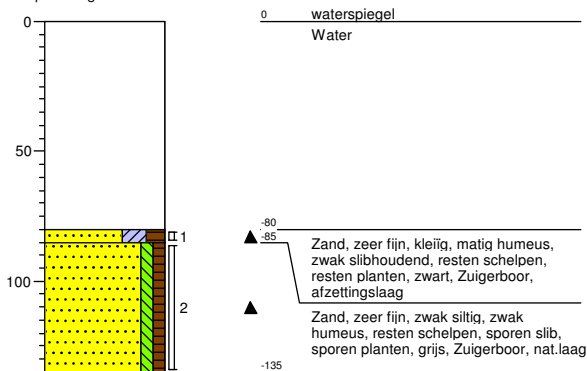 0
0 waterspiegel
Water
50
-80
1
-85
Zand, zeer fijn, kleiïg, matig humeus,
zwak slibhoudend, resten schelpen,
resten planten, zwart, Zuigerboor,
afzettingslaag
100
2
Zand, zeer fijn, zwak siltig, zwak
humeus, resten schelpen, sporen slib,
sporen planten, grijs, Zuigerboor, nat.laag
-135